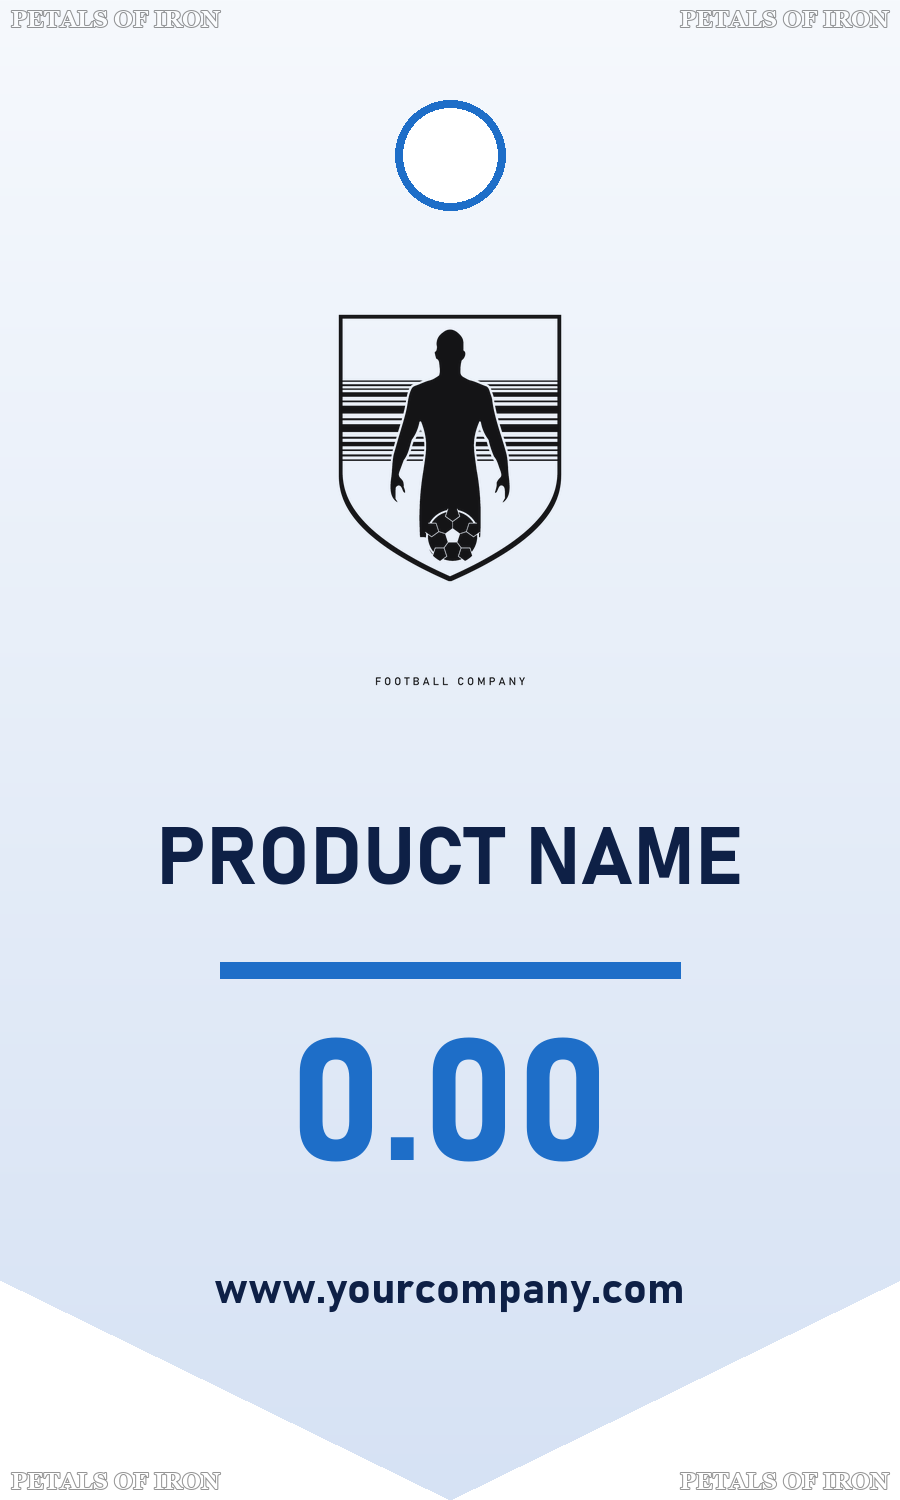 PETALS OF IRON PETALS OF IRON
FOOTBALL COMPANY
PRODUCT NAME
0.00
www.yourcompany.com
PETALS OF IRON PETALS OF IRON